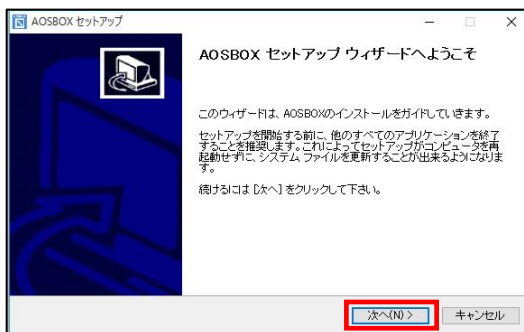 AOSBOX セットアップ
AOSBOX セットアップ ウィザードへようこそ
このウィザードは、AOSBOXのインストールをガイドしていきます。
セットアップを開始する前に、他のすべてのアプリケーションを終了
することを推奨します。これによってセットアップがコンピュータを再
起動せずに、システム ファイルを更新することが出来るようになりま
す。
続けるには [次へ] をクリックして下さい。
次へ(N) >
キャンセル